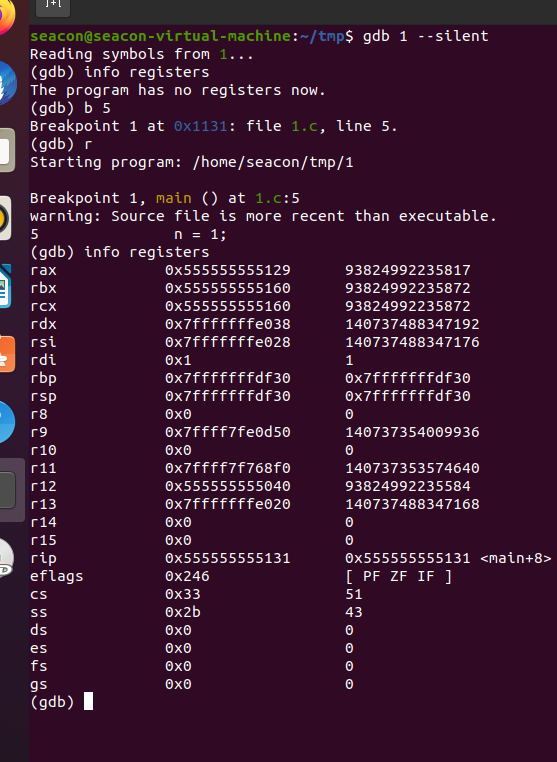 seacon@seacon-virtual-machine:~/tmp$ gdb 1 --silent
Reading symbols from 1...
(gdb) info registers
The program has no registers now.
(gdb) b 5
Breakpoint 1 at 0x1131: file 1.c, line 5.
(gdb) r
Starting program: /home/seacon/tmp/1

Breakpoint 1, main () at 1.c:5
warning: Source file is more recent than executable.
5               n = 1;
(gdb) info registers
rax            0x555555555129      93824992235817
rbx            0x555555555160      93824992235872
rcx            0x555555555160      93824992235872
rdx            0x7fffffffe038      140737488347192
rsi            0x7fffffffe028      140737488347176
rdi            0x1                 1
rbp            0x7fffffffdf30      0x7fffffffdf30
rsp            0x7fffffffdf30      0x7fffffffdf30
r8             0x0                 0
r9             0x7ffff7fe0d50      140737354009936
r10            0x0                 0
r11            0x7ffff7f768f0      140737353574640
r12            0x555555555040      93824992235584
r13            0x7fffffffe020      140737488347168
r14            0x0                 0
r15            0x0                 0
rip            0x555555555131      0x555555555131 <main+8>
eflags         0x246               [ PF ZF IF ]
cs             0x33                51
ss             0x2b                43
ds             0x0                 0
es             0x0                 0
fs             0x0                 0
gs             0x0                 0
(gdb)